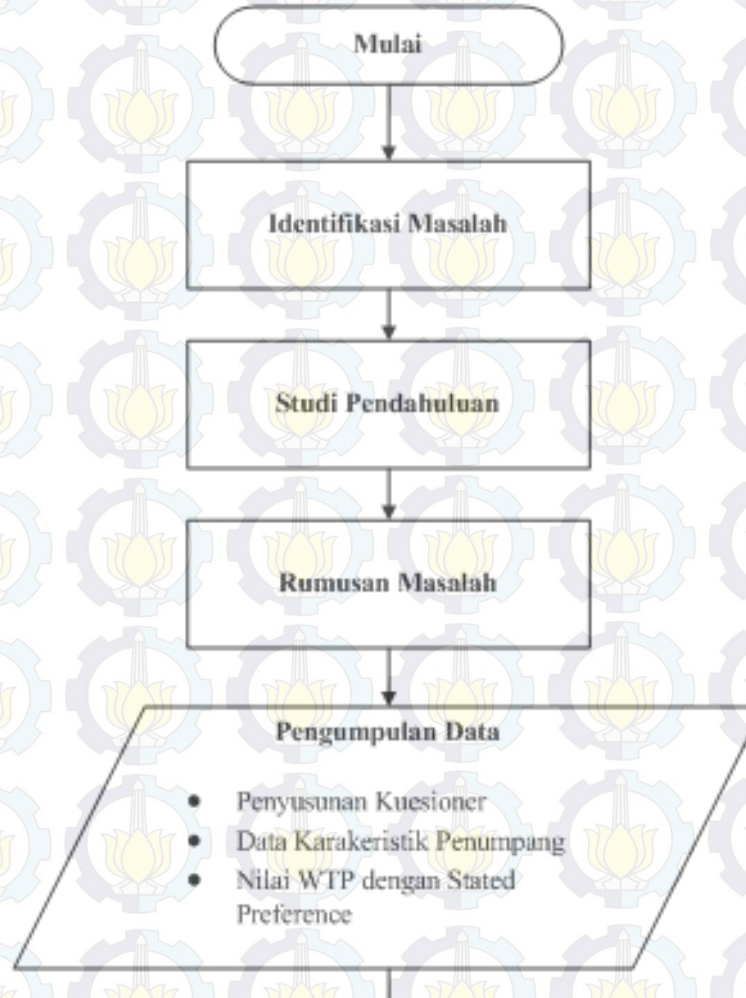 Mulai
Identifikasi Masalah
Studi Pendahuluan
Rumusan Masalah
Pengumpulan Data
• Penyusunan Kuesioner
• Data Karakeristik Penumpang
• Nilai WTP dengan Stated
Preference